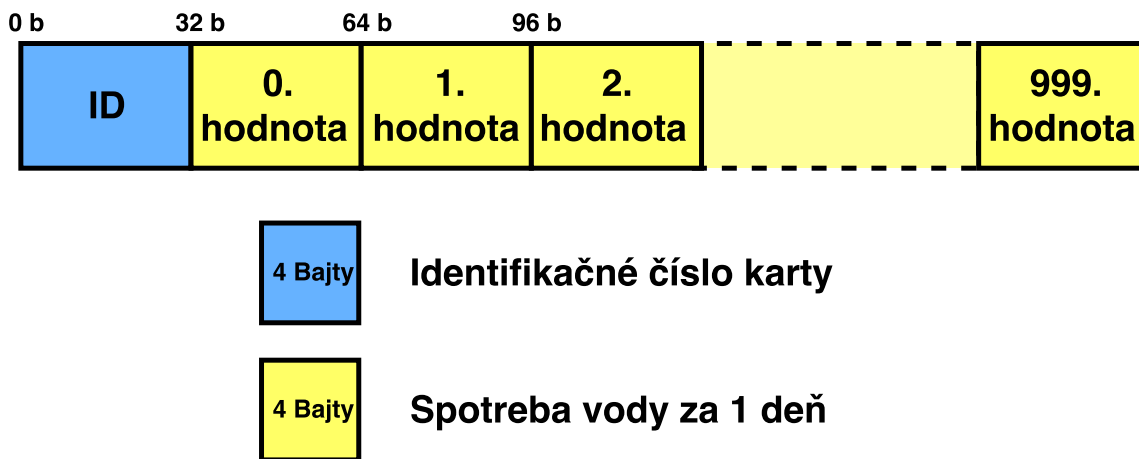 0 b 32 b 64 b 96 b
ID
0. hodnota
1. hodnota
2. hodnota
999. hodnota
4 Bajty Identifikačné číslo karty
4 Bajty Spotreba vody za 1 deň